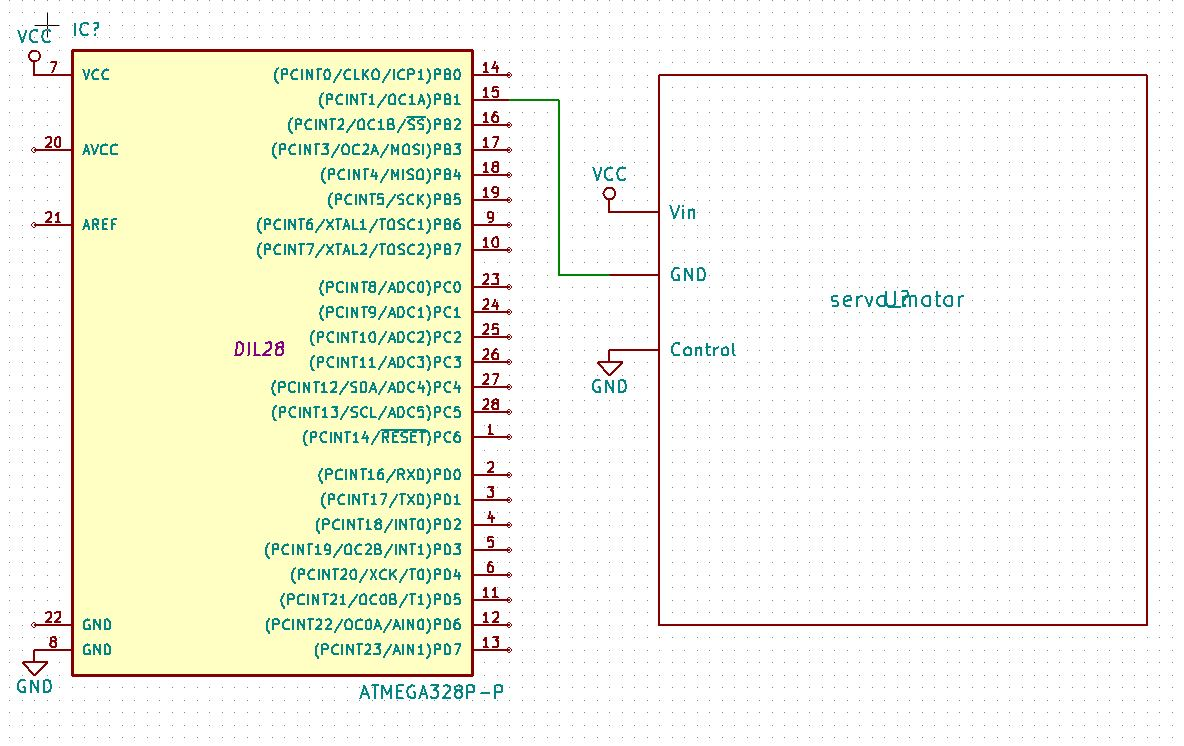 VCC
IC?
7 VCC
20 AVCC
21 AREF
(PCINT0/CLKO/ICP1)PB0 14
(PCINT1/OC1A)PB1 15
(PCINT2/OC1B/SS)PB2 16
(PCINT3/OC2A/MOSI)PB3 17
(PCINT4/MISO)PB4 18
(PCINT5/SCK)PB5 19
(PCINT6/XTAL1/TOSC1)PB6 9
(PCINT7/XTAL2/TOSC2)PB7 10
(PCINT8/ADC0)PC0 23
(PCINT9/ADC1)PC1 24
(PCINT10/ADC2)PC2 25
(PCINT11/ADC3)PC3 26
(PCINT12/SDA/ADC4)PC4 27
(PCINT13/SCL/ADC5)PC5 28
(PCINT14/RESET)PC6 1
(PCINT16/RXD)PD0 2
(PCINT17/TXD)PD1 3
(PCINT18/INT0)PD2 4
(PCINT19/OC2B/INT1)PD3 5
(PCINT20/XCK/T0)PD4 6
(PCINT21/OC0B/T1)PD5 11
(PCINT22/OC0A/AIN0)PD6 12
(PCINT23/AIN1)PD7 13
DIL28
22 GND
8 GND
GND
ATMEGA328P-P
VCC
Vin
GND
Control
GND
servo_motor
U?